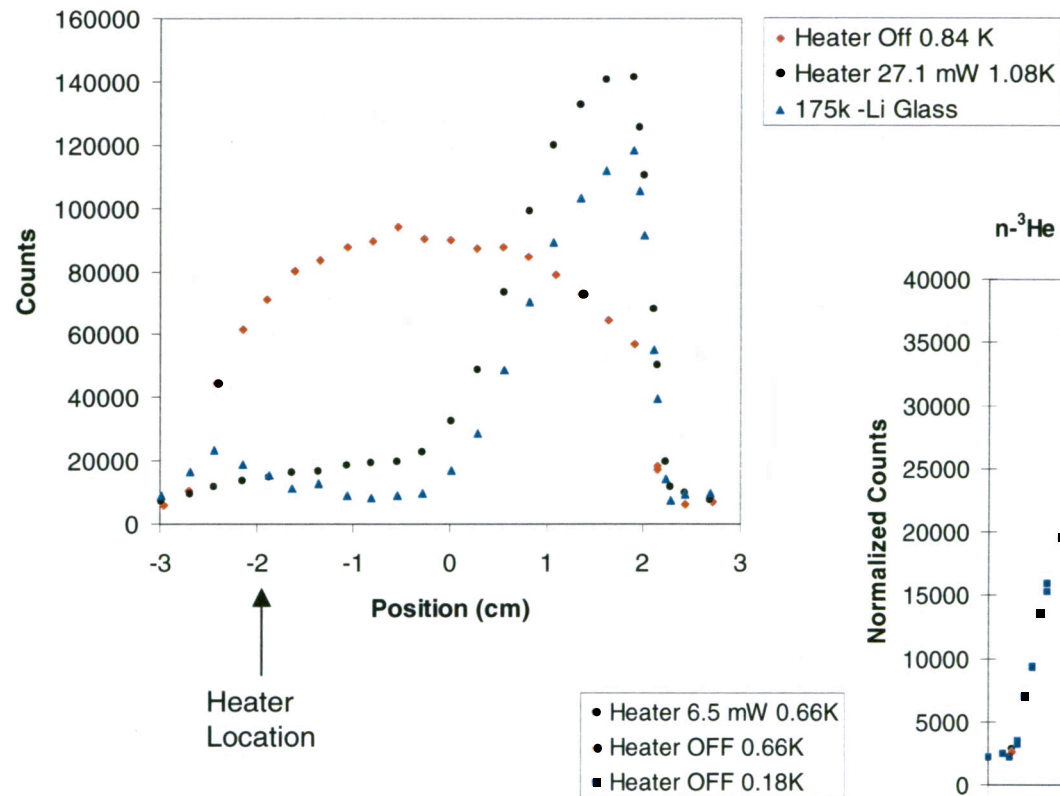 160000
140000
120000
100000
80000
60000
40000
20000
0
Counts
-3 -2 -1 0 1 2 3
Position (cm)
Heater
Location
Heater Off 0.84 K
Heater 27.1 mW 1.08K
175k -Li Glass
n-³He
40000
35000
30000
25000
20000
15000
10000
5000
0
Normalized Counts
Heater 6.5 mW 0.66K
Heater OFF 0.66K
Heater OFF 0.18K